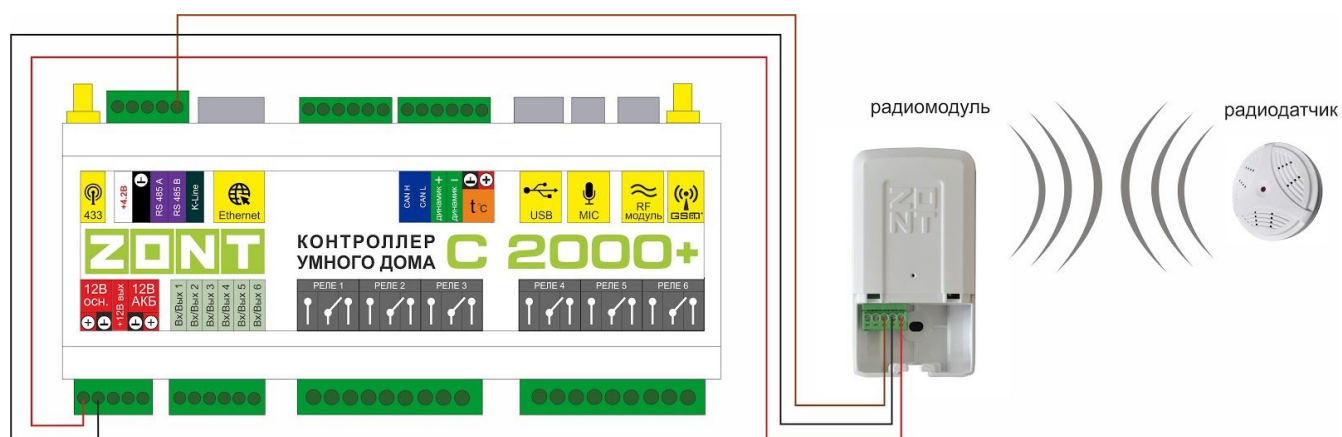 радиомодуль
радиодатчик
433
+4.2В
RS 485 A
RS 485 B
K-Line
Ethernet
CAN H
CAN L
динамик +
динамик –
t°C
USB
MIC
RF
модуль
GSM
ZONT
КОНТРОЛЛЕР
УМНОГО ДОМА
C 2000+
ZONT
12В
осн.
+12В вых
12В
АКБ
Вх/Вых 1
Вх/Вых 2
Вх/Вых 3
Вх/Вых 4
Вх/Вых 5
Вх/Вых 6
РЕЛЕ 1
РЕЛЕ 2
РЕЛЕ 3
РЕЛЕ 4
РЕЛЕ 5
РЕЛЕ 6